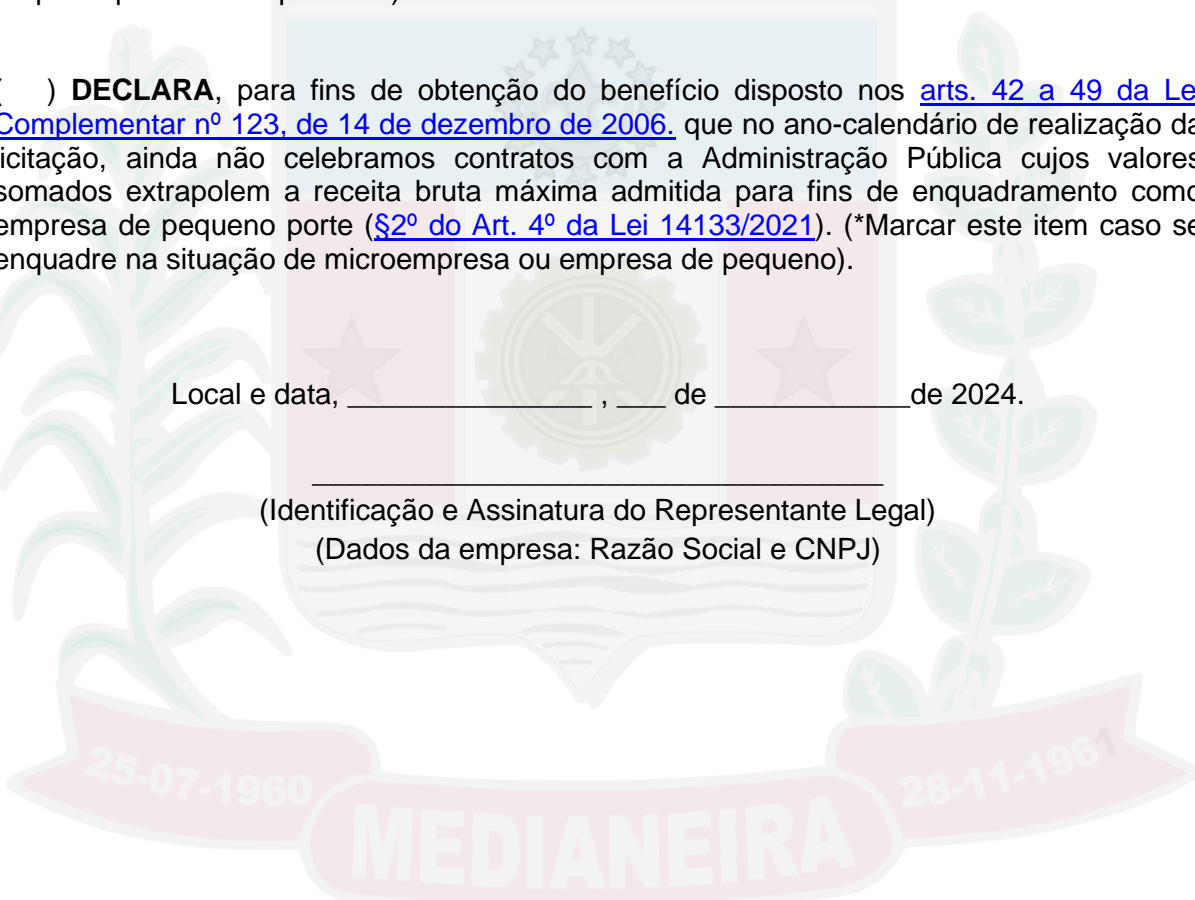 ( ) DECLARA, para fins de obtenção do benefício disposto nos arts. 42 a 49 da Lei
Complementar nº 123, de 14 de dezembro de 2006. que no ano-calendário de realização da
licitação, ainda não celebramos contratos com a Administração Pública cujos valores
somados extrapolem a receita bruta máxima admitida para fins de enquadramento como
empresa de pequeno porte (§2º do Art. 4º da Lei 14133/2021). (*Marcar este item caso se
enquadre na situação de microempresa ou empresa de pequeno).
Local e data, _______________ , ___ de ____________de 2024.
___________________________________
(Identificação e Assinatura do Representante Legal)
(Dados da empresa: Razão Social e CNPJ)
25-07-1960
28-11-1961
MEDIANEIRA